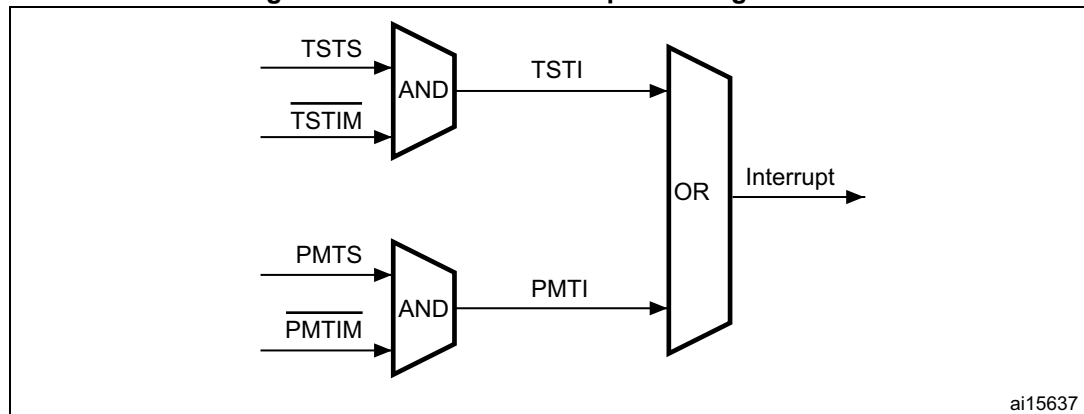 TSTS
TSTIM
AND
TSTI
PMTS
PMTIM
AND
PMTI
OR
Interrupt
ai15637